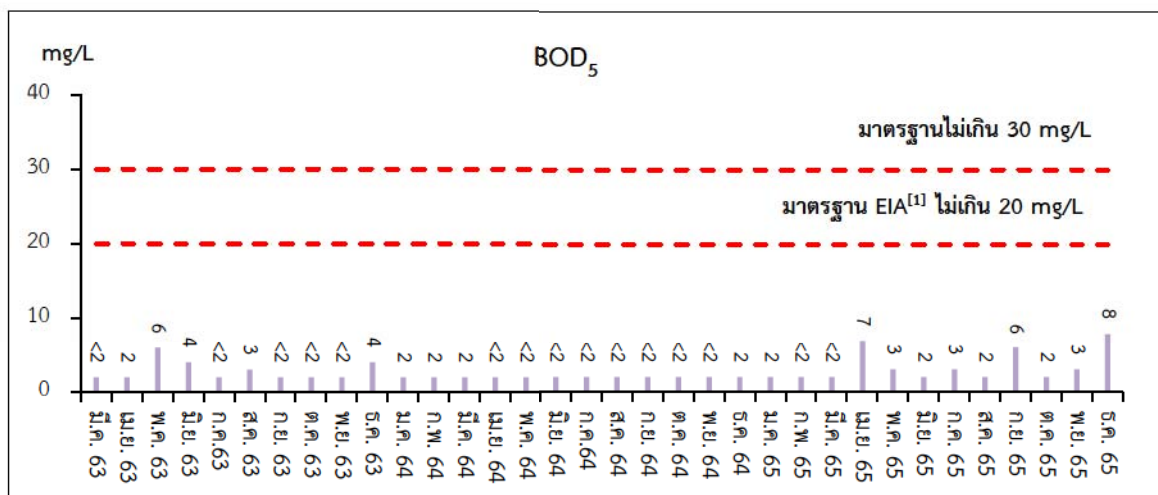 mg/L
BOD5
40
มาตรฐานไม่เกิน 30 mg/L
30
มาตรฐาน EIA[1] ไม่เกิน 20 mg/L
20
10
<2 2 6 4 <2 3 <2 <2 <2 4 2 2 2 <2 <2 <2 <2 <2 <2 <2 <2 2 2 <2 <2 7 3 2 3 2 6 2 3 8
0
มี.ค. 63
เม.ย. 63
พ.ค. 63
มิ.ย. 63
ก.ค.63
ส.ค. 63
ก.ย. 63
ต.ค. 63
พ.ย. 63
ธ.ค. 63
ม.ค. 64
ก.พ. 64
มี.ค. 64
เม.ย. 64
พ.ค. 64
มิ.ย. 64
ก.ค.64
ส.ค. 64
ก.ย. 64
ต.ค. 64
พ.ย. 64
ธ.ค. 64
ม.ค. 65
ก.พ. 65
มี.ค. 65
เม.ย. 65
พ.ค. 65
มิ.ย. 65
ก.ค. 65
ส.ค. 65
ก.ย. 65
ต.ค. 65
พ.ย. 65
ธ.ค. 65